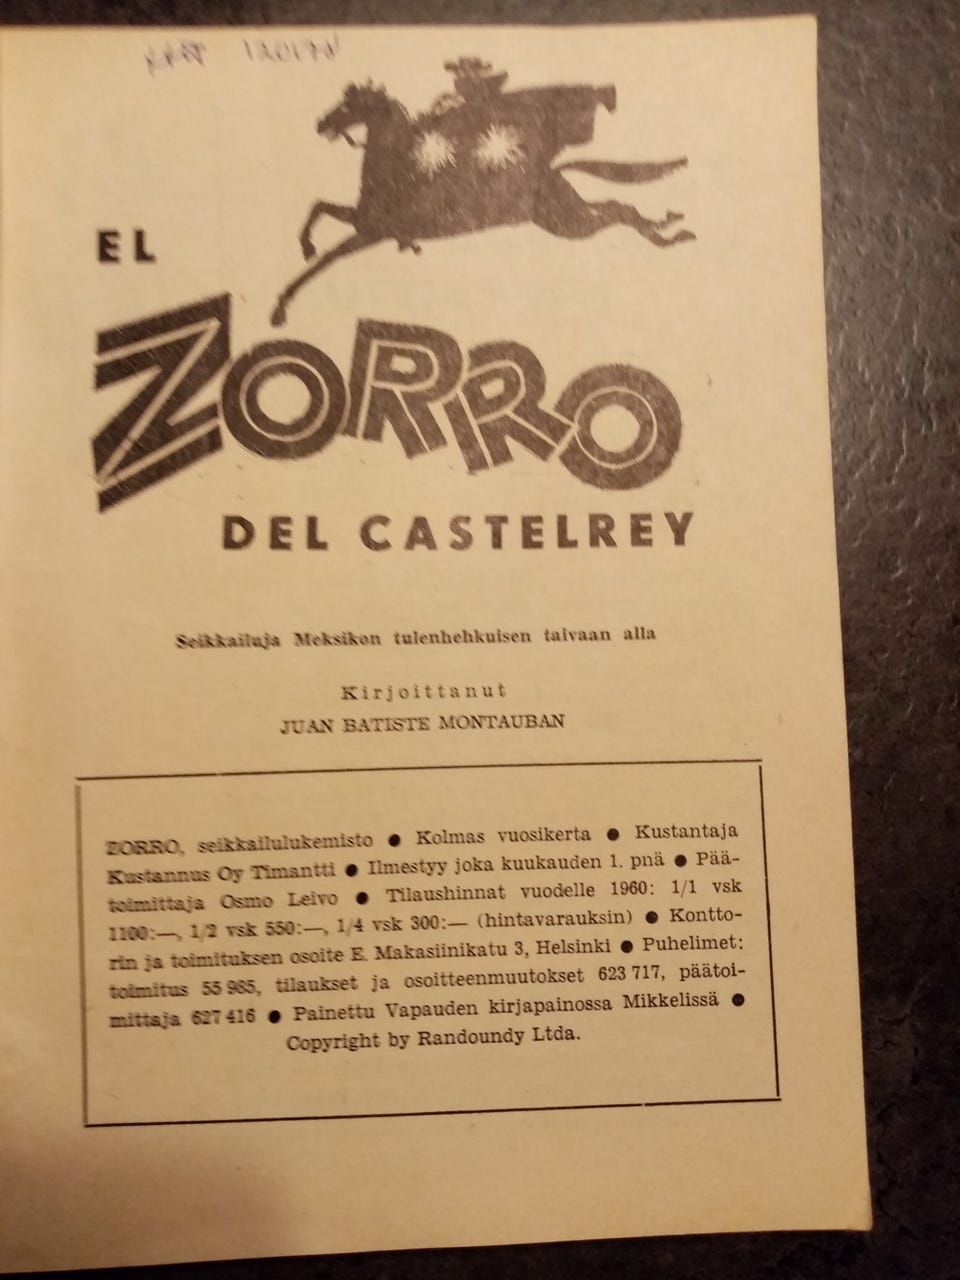 EL
ZORRO
DEL CASTELREY
Seikkailuja Meksikon tulenhehkuisen taivaan alla
Kirjoittanut
JUAN BATISTE MONTAUBAN
ZORRO, seikkailulukemisto ● Kolmas vuosikerta ● Kustantaja
Kustannus Oy Timantti ● Ilmestyy joka kuukauden 1. pnä ● Pää-
toimittaja Osmo Leivo ● Tilaushinnat vuodelle 1960: 1/1 vsk
1100:—, 1/2 vsk 550:—, 1/4 vsk 300:— (hintavarauksin) ● Kontto-
rin ja toimituksen osoite E. Makasiinikatu 3, Helsinki ● Puhelimet:
toimitus 55 985, tilaukset ja osoitteenmuutokset 623 717, päätoi-
mittaja 627 416 ● Painettu Vapauden kirjapainossa Mikkelissä ●
Copyright by Randoundy Ltda.